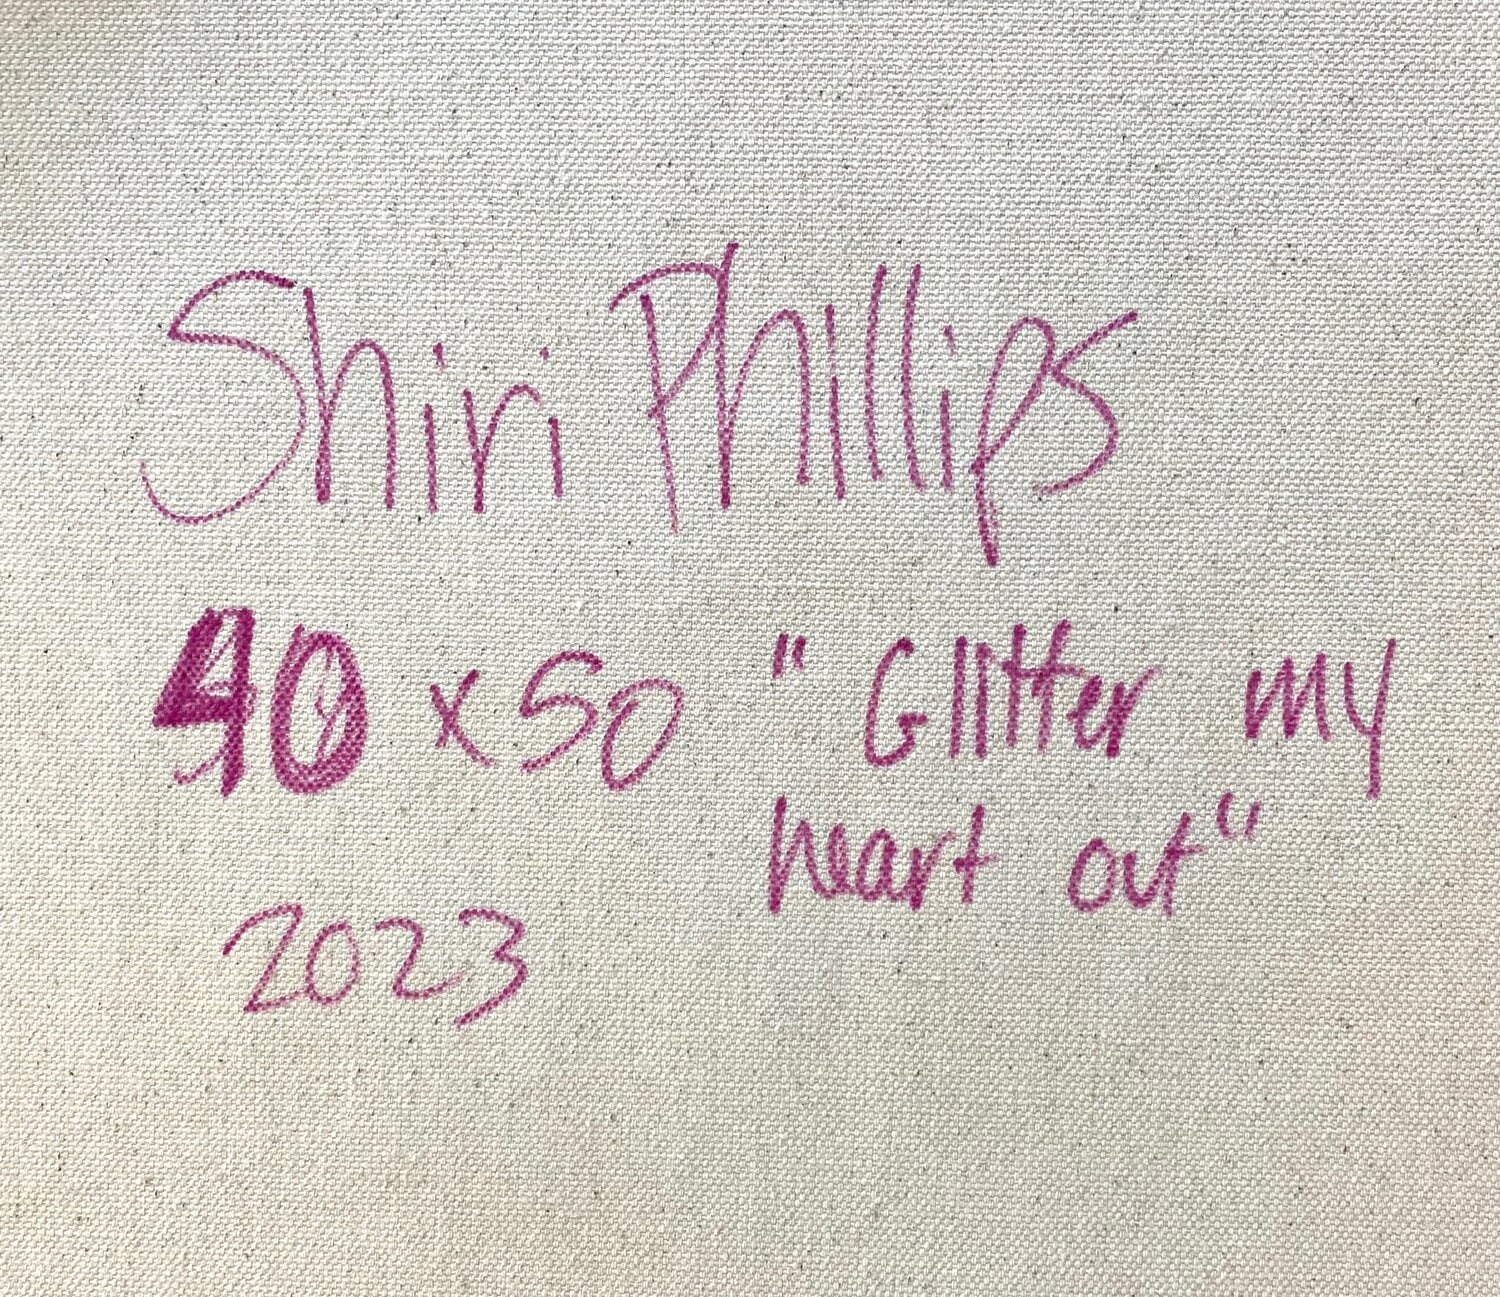 Shiri Phillips
40 x 50 "Glitter my
heart out"
2023